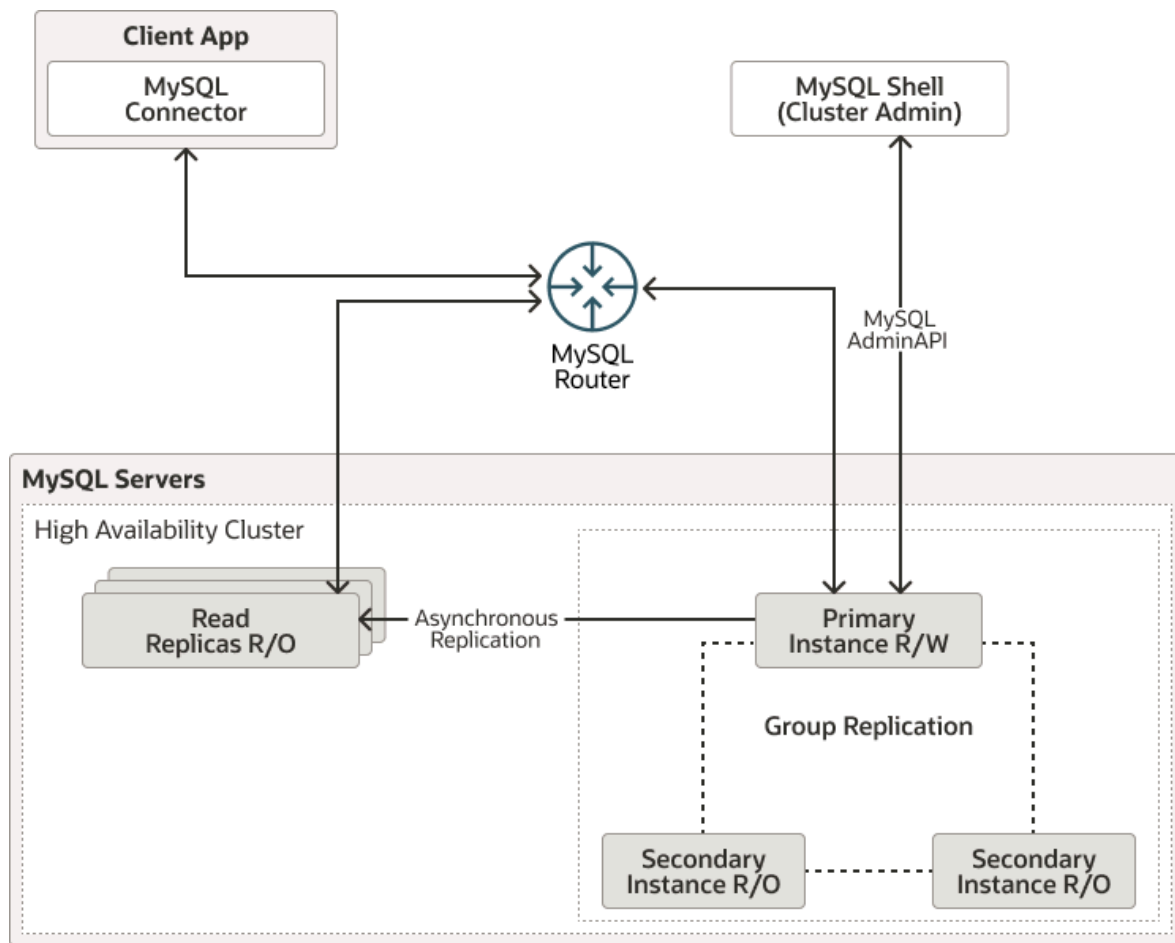 Client App
MySQL
Connector
MySQL Shell
(Cluster Admin)
MySQL
Router
MySQL
AdminAPI
MySQL Servers
High Availability Cluster
Read
Replicas R/O
Asynchronous
Replication
Primary
Instance R/W
Group Replication
Secondary
Instance R/O
Secondary
Instance R/O